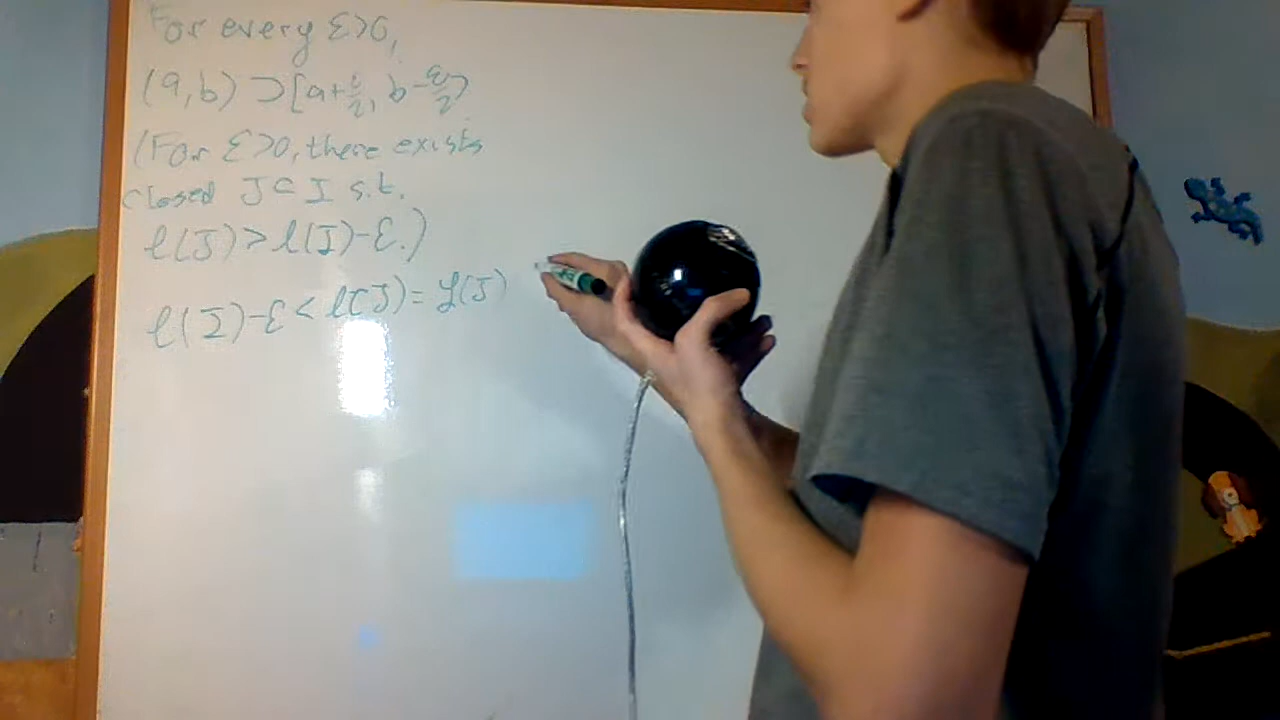 For every ε>0,
(a,b) ⊃ [a+ε/2, b-ε/2]
(For ε>0, there exists
closed J⊂I s.t.
ℓ(J)>ℓ(I)-ε.)
ℓ(I)-ε<ℓ(J)=𝓛(J)